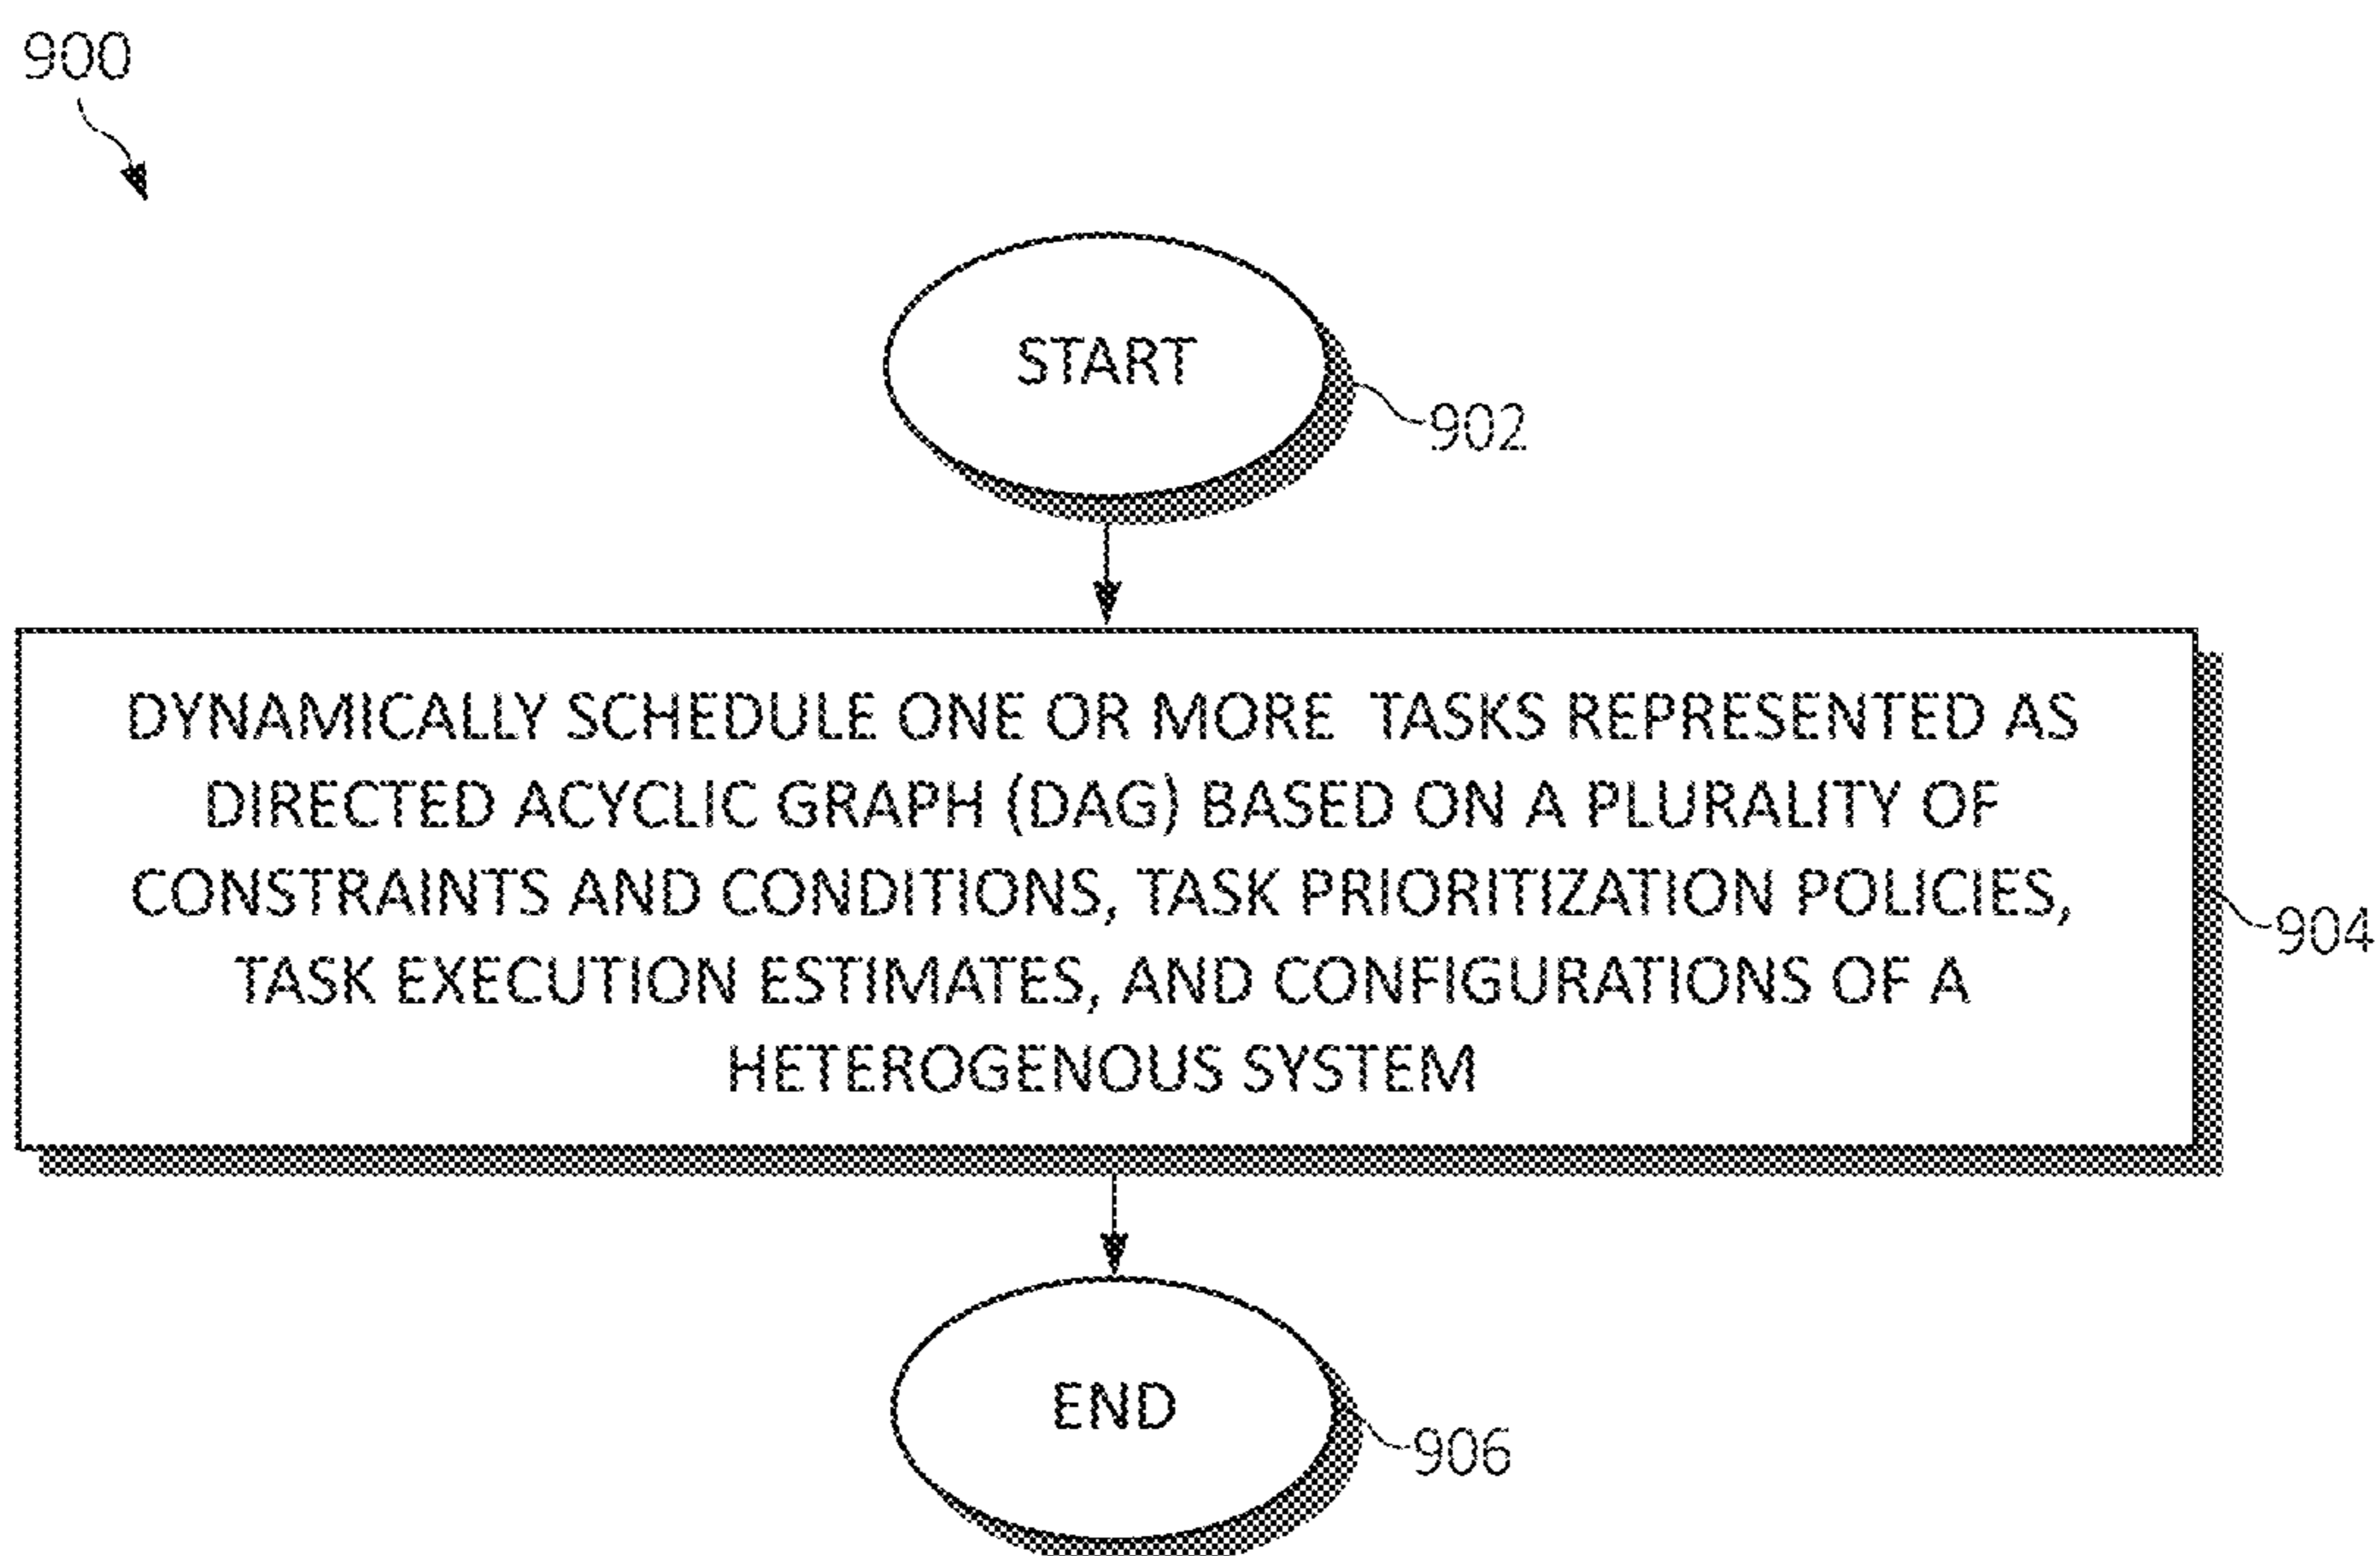 900
START
902
DYNAMICALLY SCHEDULE ONE OR MORE TASKS REPRESENTED AS
DIRECTED ACYCLIC GRAPH (DAG) BASED ON A PLURALITY OF
CONSTRAINTS AND CONDITIONS, TASK PRIORITIZATION POLICIES,
TASK EXECUTION ESTIMATES, AND CONFIGURATIONS OF A
HETEROGENOUS SYSTEM
904
END
906